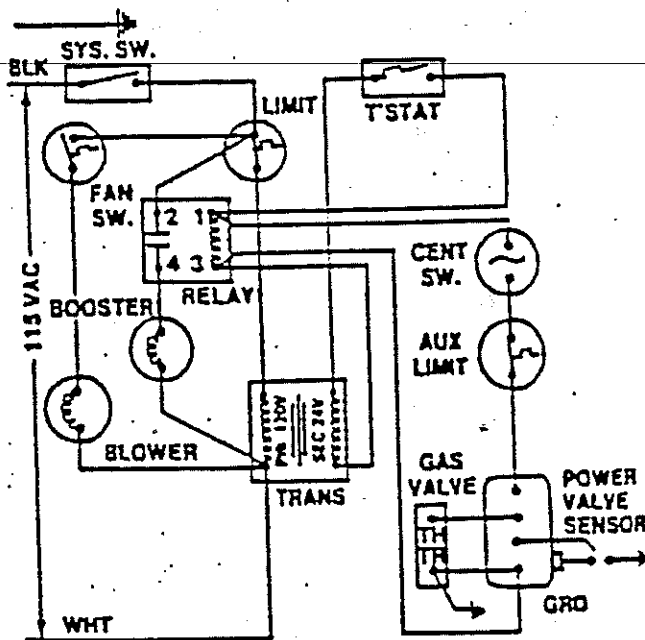 SYS. SW.
BLK
LIMIT
T'STAT
FAN
SW.
2 1
4 3
RELAY
CENT
SW.
115 VAC
BOOSTER
AUX
LIMIT
PRI 120V
SEC 24V
BLOWER
TRANS
GAS
VALVE
POWER
VALVE
SENSOR
TH
TR
GRD
WHT